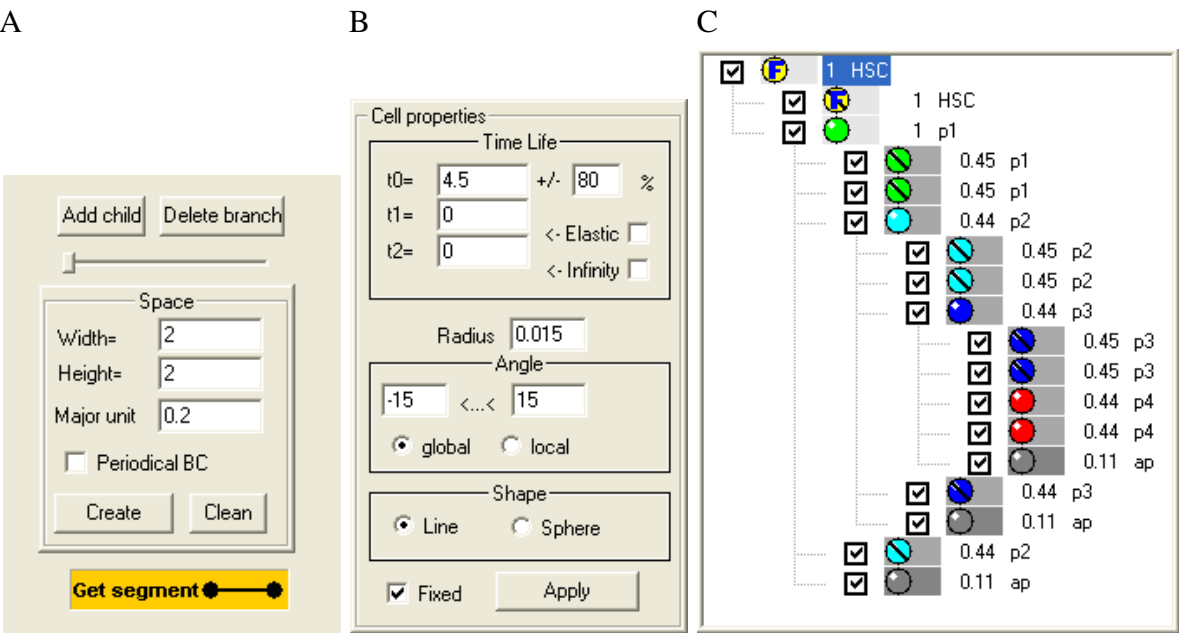 A
B
C
Add child Delete branch
Space
Width= 2
Height= 2
Major unit 0.2
Periodical BC
Create Clean
Get segment
Cell properties
Time Life
t0= 4.5 +/- 80 %
t1= 0
<- Elastic
t2= 0
<- Infinity
Radius 0.015
Angle
-15 <...< 15
global local
Shape
Line Sphere
Fixed Apply
F 1 HSC
F 1 HSC
1 p1
0.45 p1
0.45 p1
0.44 p2
0.45 p2
0.45 p2
0.44 p3
0.45 p3
0.45 p3
0.44 p4
0.44 p4
0.11 ap
0.44 p3
0.11 ap
0.44 p2
0.11 ap